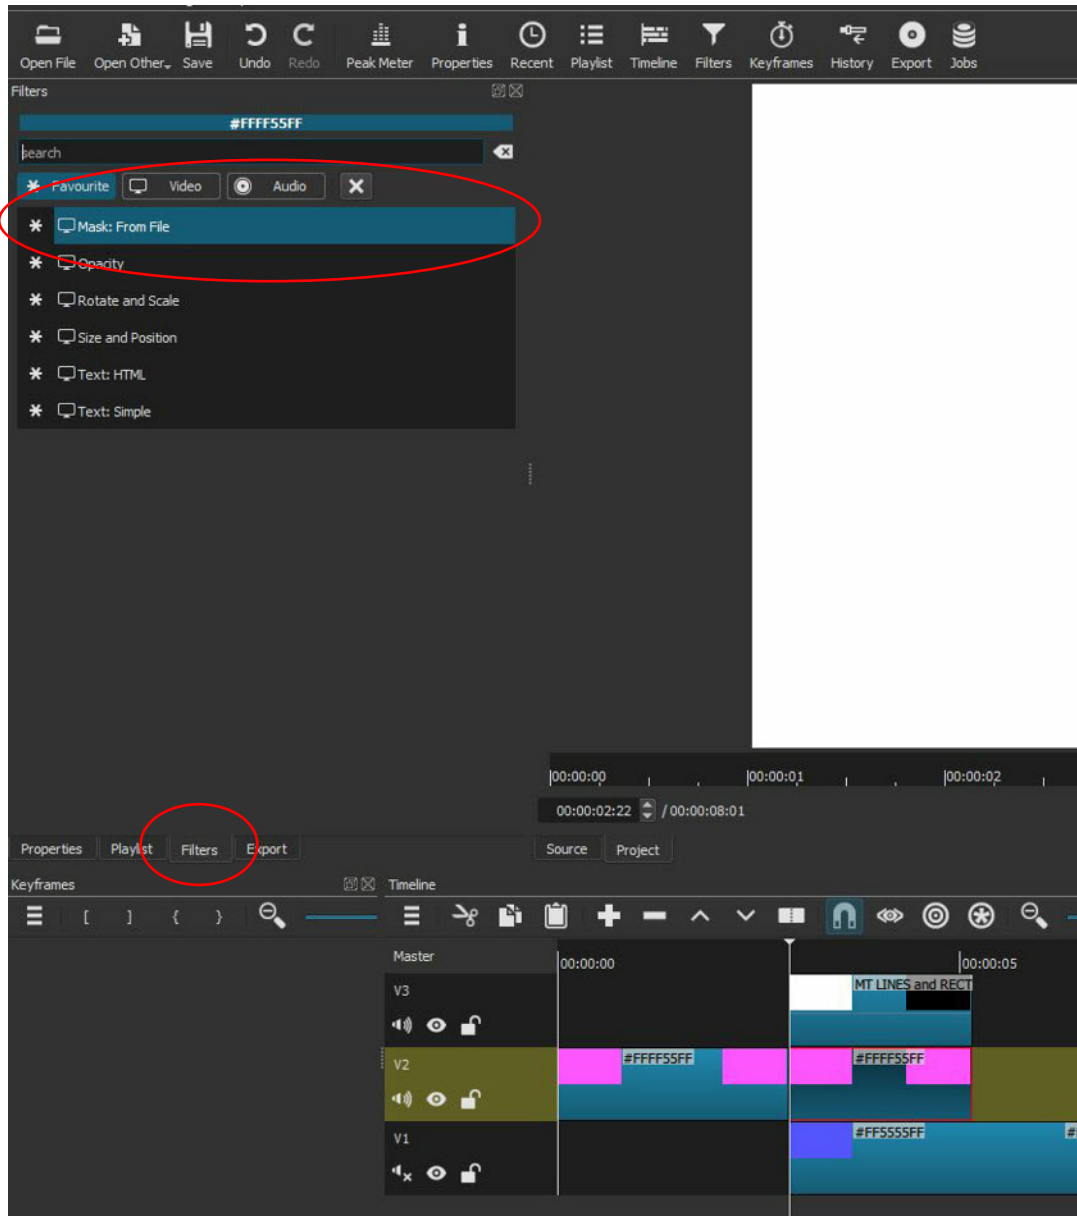 Open File Open Other Save Undo Redo Peak Meter Properties Recent Playlist Timeline Filters Keyframes History Export Jobs
Filters
#FFFF55FF
search
Favourite Video Audio
Mask: From File
Opacity
Rotate and Scale
Size and Position
Text: HTML
Text: Simple
00:00:00 00:00:01 00:00:02
00:00:02:22 / 00:00:08:01
Properties Playlist Filters Export
Source Project
Keyframes
Timeline
[ ] { }
Master
00:00:00 00:00:05
V3
MT LINES and RECT
V2
#FFFF55FF #FFFF55FF
V1
#FF5555FF #